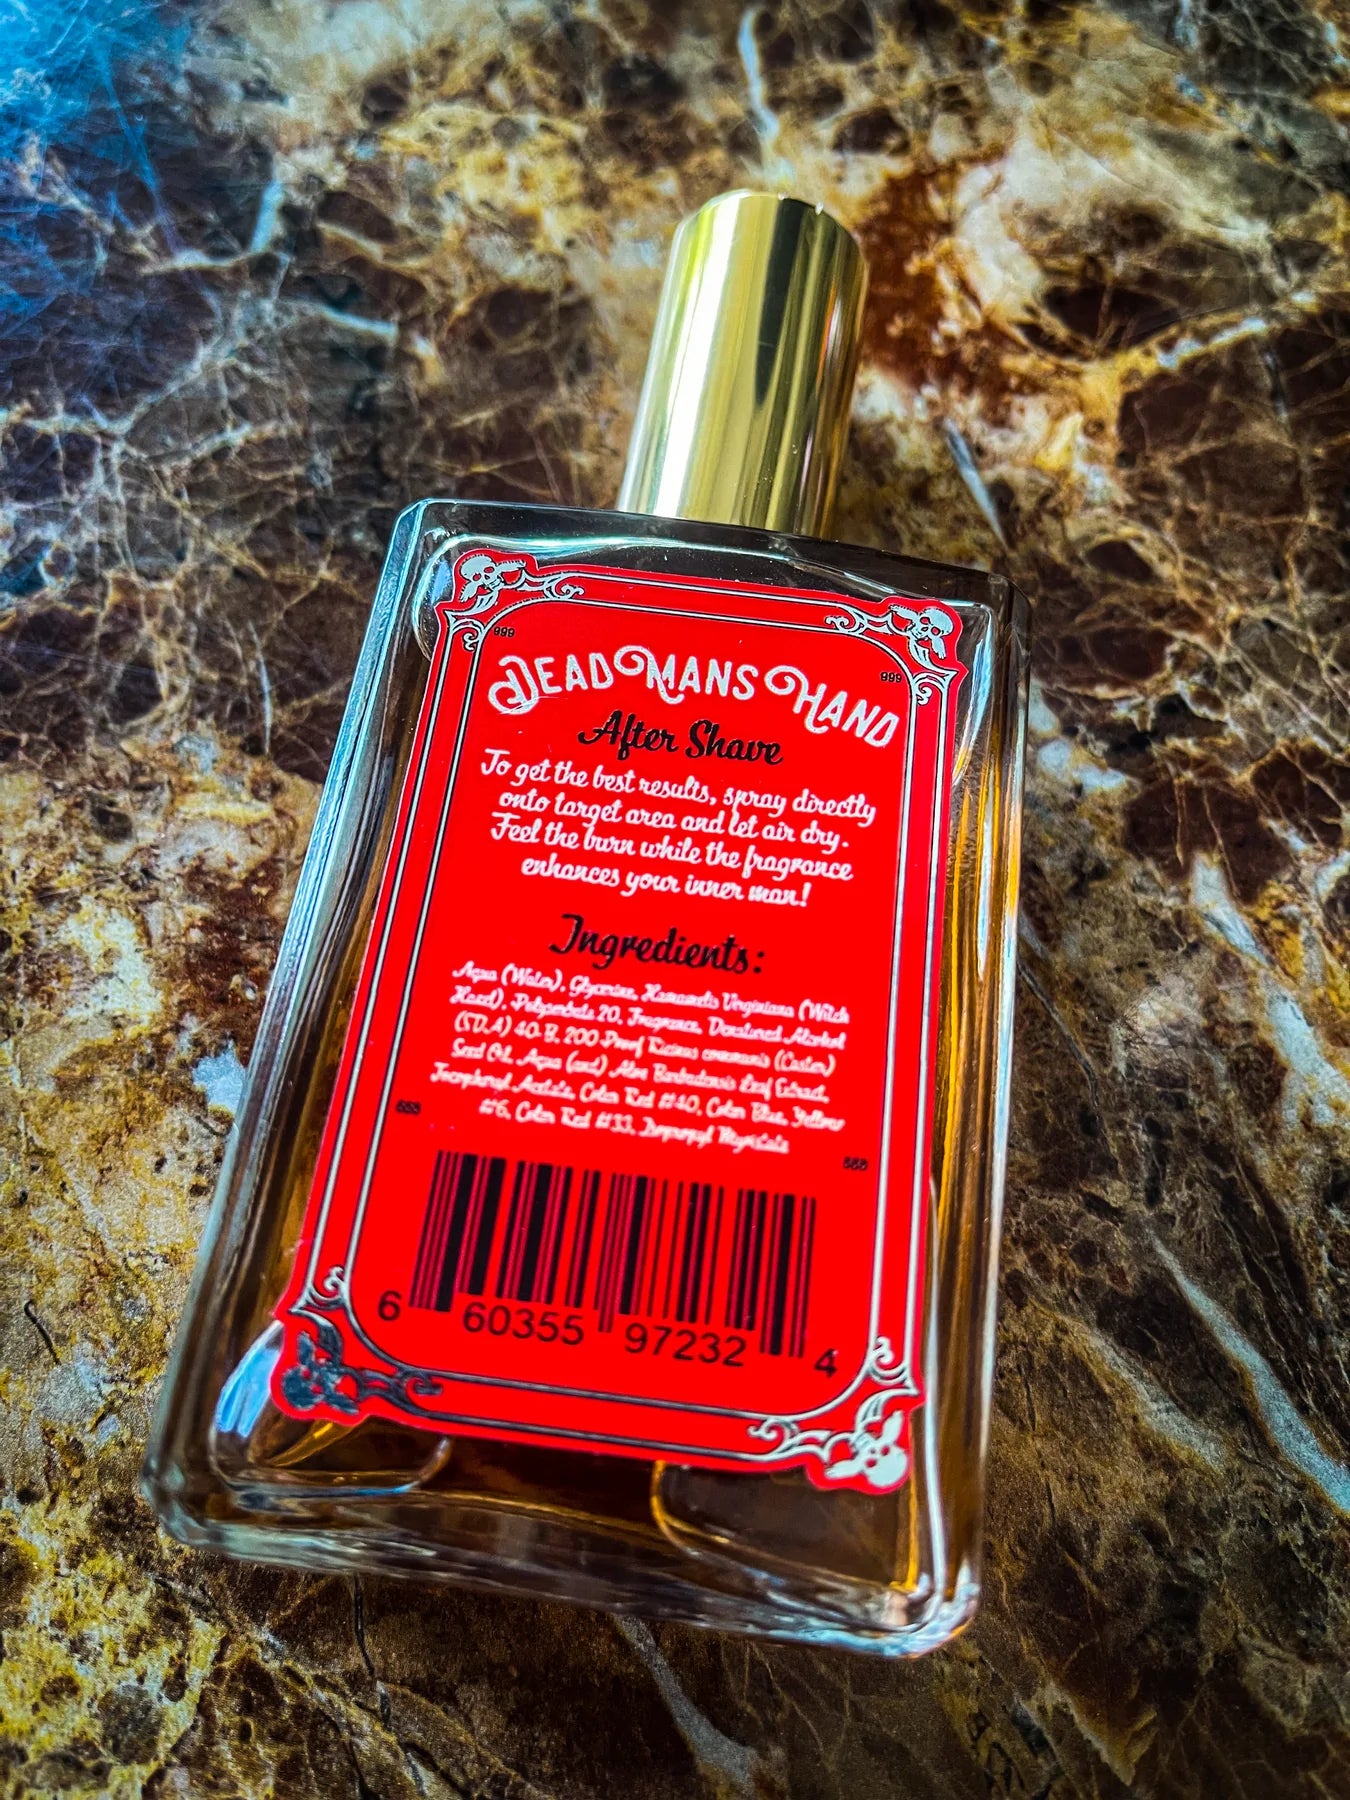 999
999
DEAD MANS HAND
After Shave
To get the best results, spray directly
onto target area and let air dry.
Feel the burn while the fragrance
enhances your inner man!
Ingredients:
Aqua (Water), Glycerine, Hamamelis Virginiana (Witch
Hazel), Polysorbate 20, Fragrance, Denatured Alcohol
(SDA) 40-B, 200 Proof Ricinus communis (Castor)
Seed Oil, Aqua (and) Aloe Barbadensis Leaf Extract,
Tocopheryl Acetate, Color Red #40, Color Blue, Yellow
#6, Color Red #33, Isopropyl Myristate
6 60355 97232 4